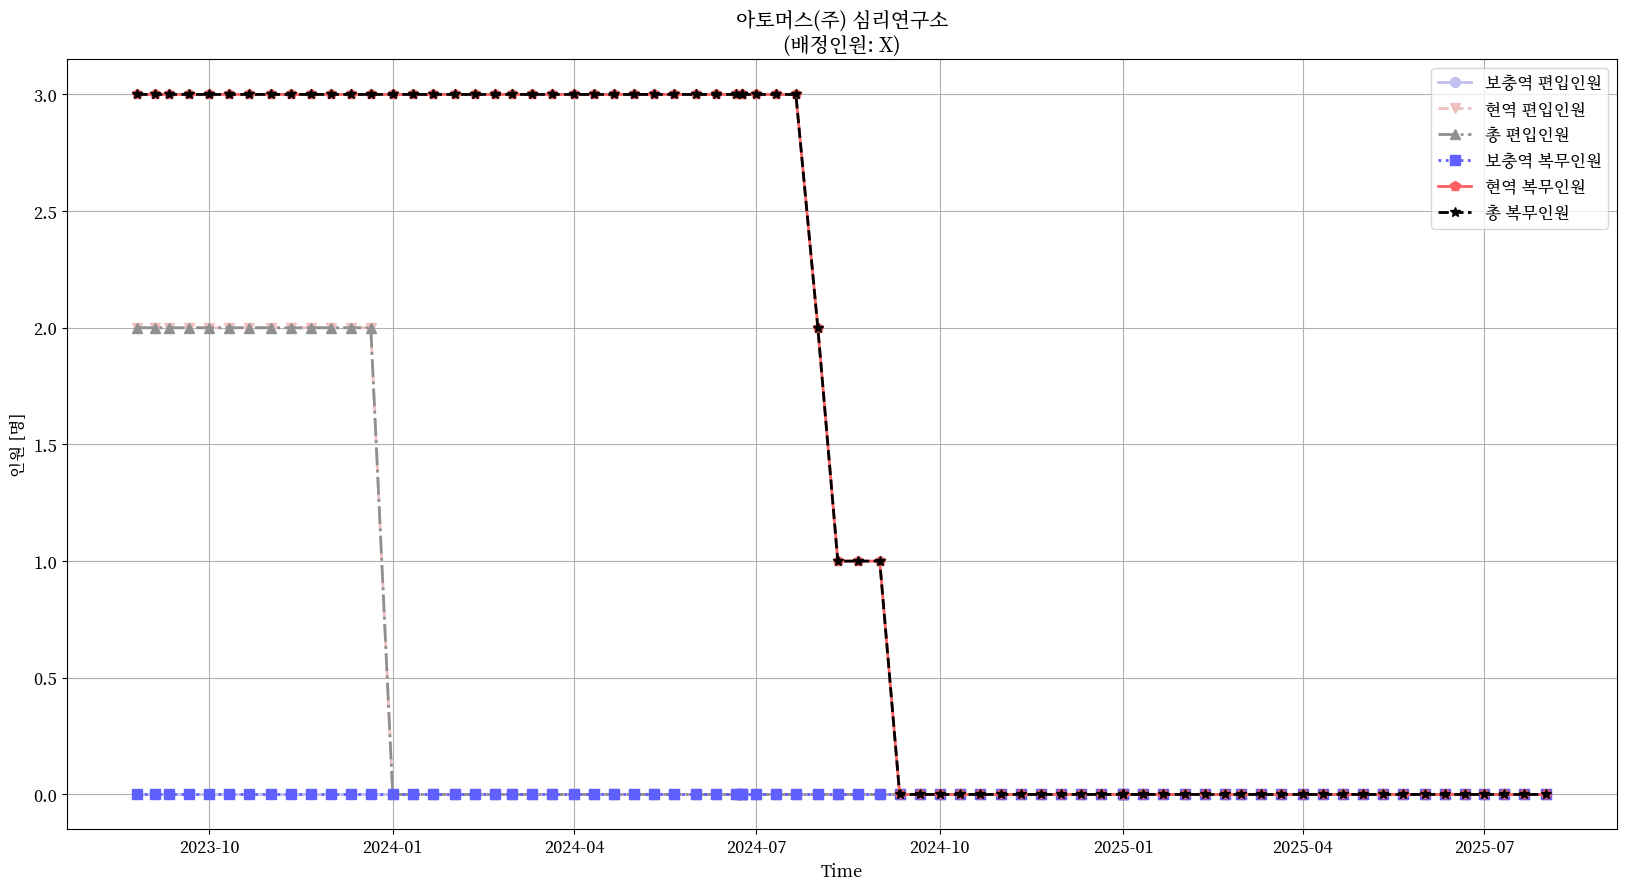 아토머스(주) 심리연구소
(배정인원: X)
보충역 편입인원
현역 편입인원
총 편입인원
보충역 복무인원
현역 복무인원
총 복무인원
인원 [명]
3.0
2.5
2.0
1.5
1.0
0.5
0.0
2023-10 2024-01 2024-04 2024-07 2024-10 2025-01 2025-04 2025-07
Time